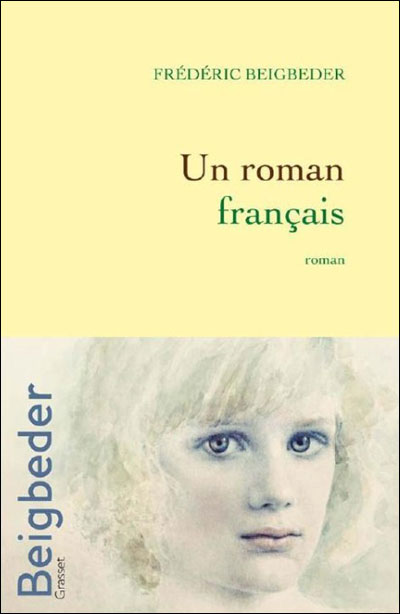 FRÉDÉRIC BEIGBEDER
Un roman
français
roman
Beigbeder
Grasset